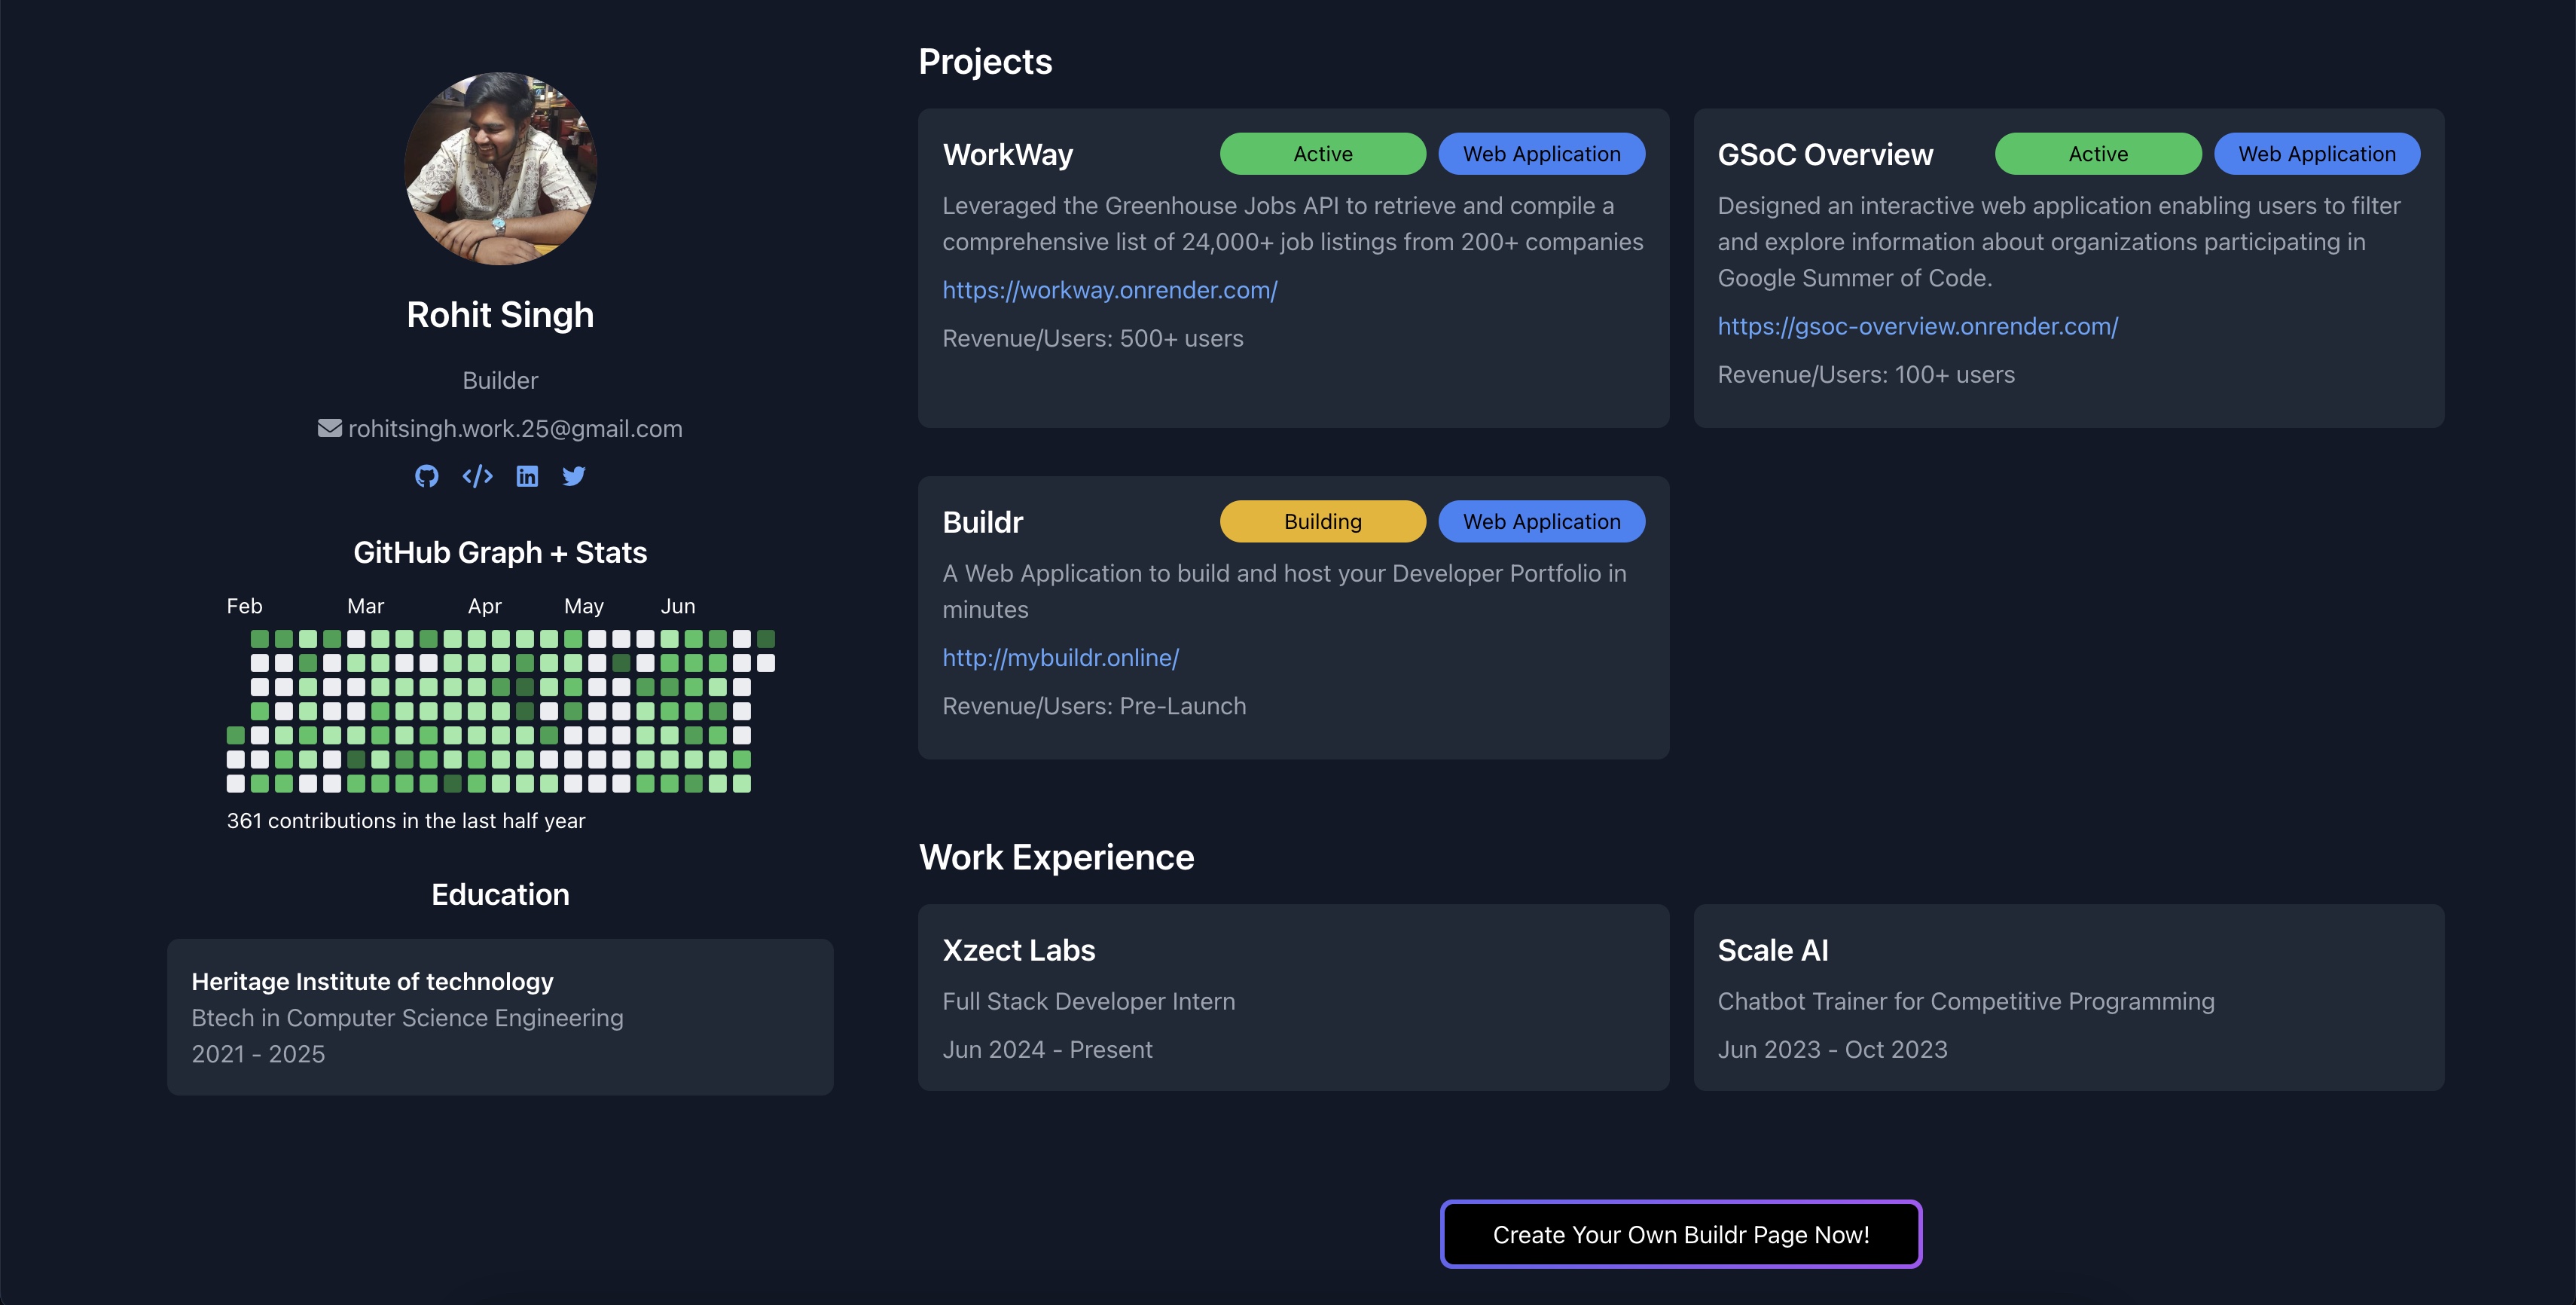 Rohit Singh
Builder
rohitsingh.work.25@gmail.com
GitHub Graph + Stats
Feb Mar Apr May Jun
361 contributions in the last half year
Education
Heritage Institute of technology
Btech in Computer Science Engineering
2021 - 2025
Projects
WorkWay Active Web Application
Leveraged the Greenhouse Jobs API to retrieve and compile a
comprehensive list of 24,000+ job listings from 200+ companies
https://workway.onrender.com/
Revenue/Users: 500+ users
GSoC Overview Active Web Application
Designed an interactive web application enabling users to filter
and explore information about organizations participating in
Google Summer of Code.
https://gsoc-overview.onrender.com/
Revenue/Users: 100+ users
Buildr Building Web Application
A Web Application to build and host your Developer Portfolio in
minutes
http://mybuildr.online/
Revenue/Users: Pre-Launch
Work Experience
Xzect Labs
Full Stack Developer Intern
Jun 2024 - Present
Scale AI
Chatbot Trainer for Competitive Programming
Jun 2023 - Oct 2023
Create Your Own Buildr Page Now!